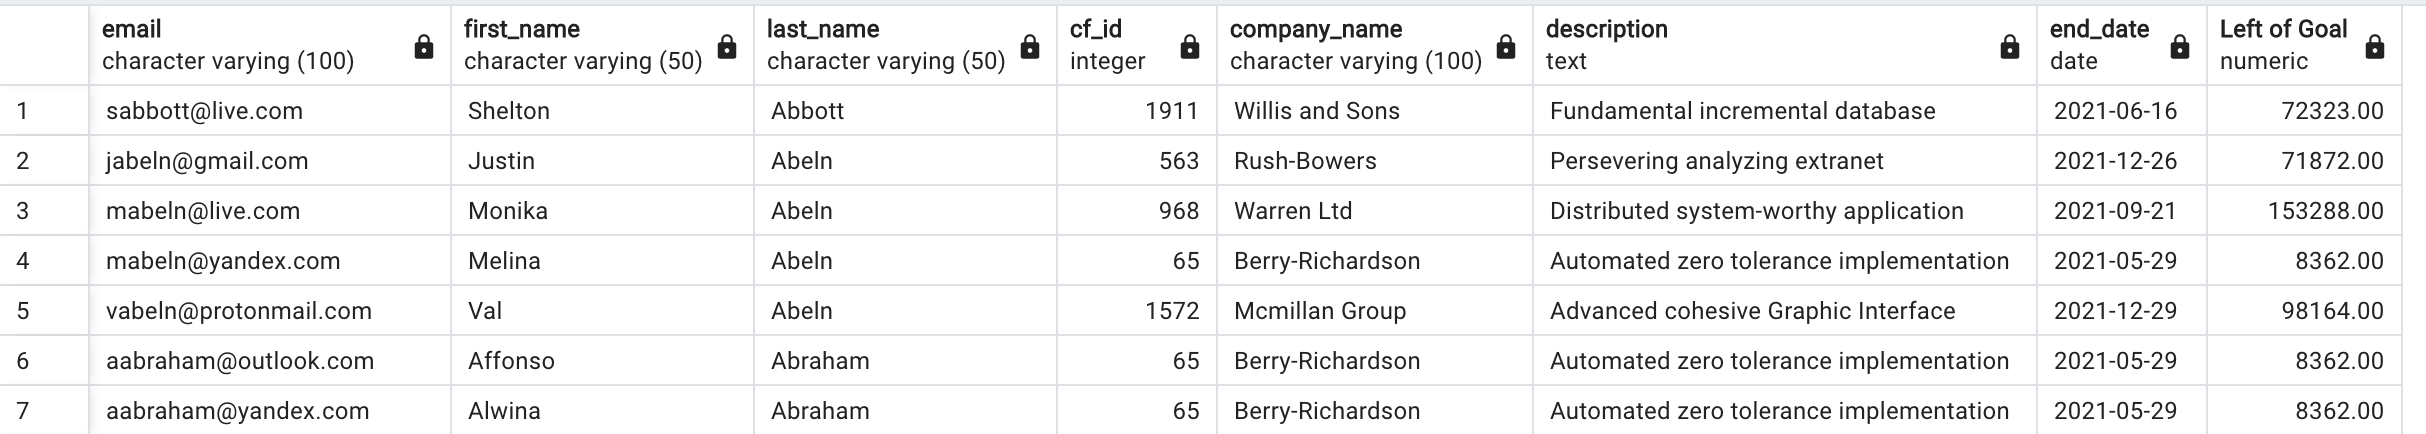 email first_name last_name cf_id company_name description end_date Left of Goal
character varying (100) character varying (50) character varying (50) integer character varying (100) text date numeric
1 sabbott@live.com Shelton Abbott 1911 Willis and Sons Fundamental incremental database 2021-06-16 72323.00
2 jabeln@gmail.com Justin Abeln 563 Rush-Bowers Persevering analyzing extranet 2021-12-26 71872.00
3 mabeln@live.com Monika Abeln 968 Warren Ltd Distributed system-worthy application 2021-09-21 153288.00
4 mabeln@yandex.com Melina Abeln 65 Berry-Richardson Automated zero tolerance implementation 2021-05-29 8362.00
5 vabeln@protonmail.com Val Abeln 1572 Mcmillan Group Advanced cohesive Graphic Interface 2021-12-29 98164.00
6 aabraham@outlook.com Affonso Abraham 65 Berry-Richardson Automated zero tolerance implementation 2021-05-29 8362.00
7 aabraham@yandex.com Alwina Abraham 65 Berry-Richardson Automated zero tolerance implementation 2021-05-29 8362.00